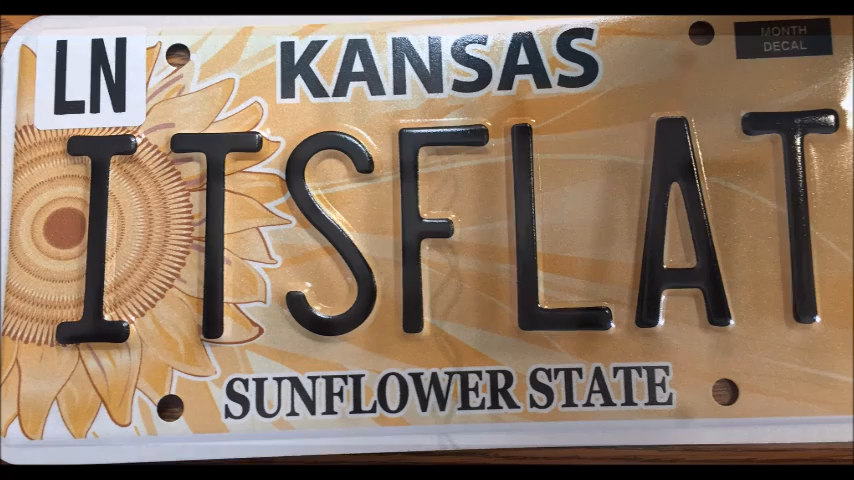 LN
KANSAS
MONTH
DECAL
ITSFLAT
SUNFLOWER STATE